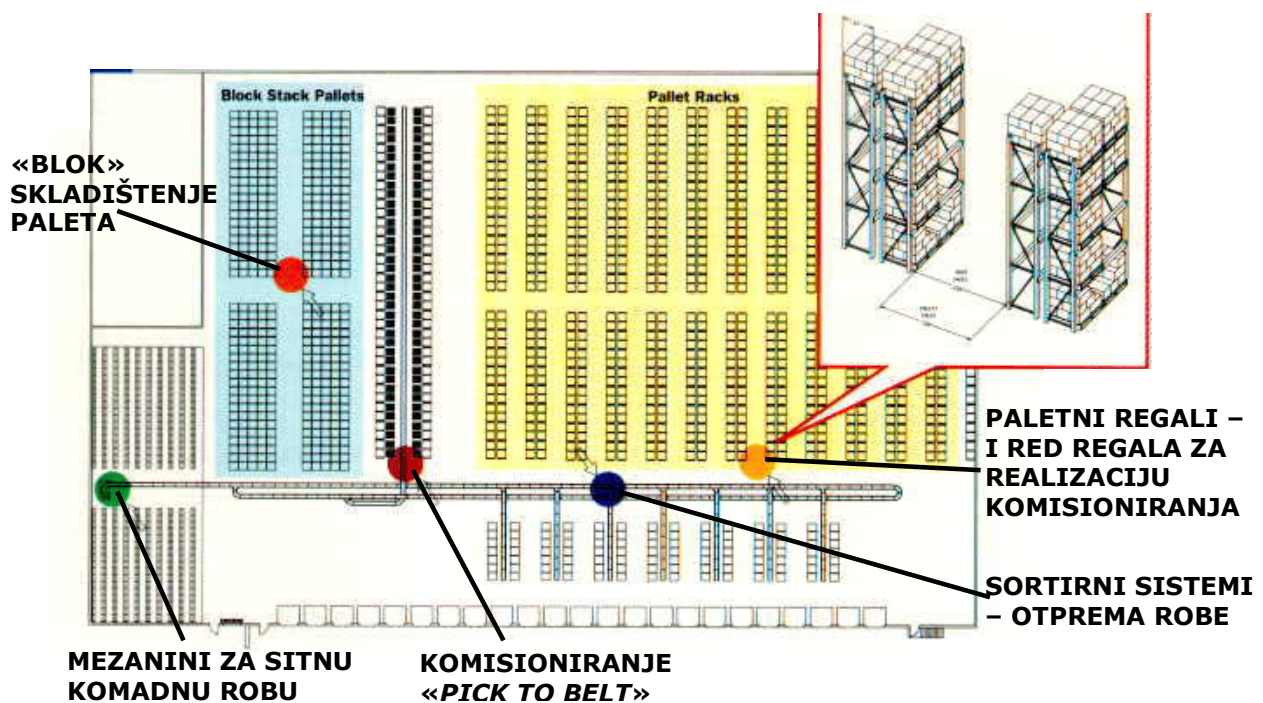 Block Stack Pallets
Pallet Racks
«BLOK»
SKLADIŠTENJE
PALETA
PALETNI REGALI –
I RED REGALA ZA
REALIZACIJU
KOMISIONIRANJA
SORTIRNI SISTEMI
– OTPREMA ROBE
MEZANINI ZA SITNU
KOMADNU ROBU
KOMISIONIRANJE
«PICK TO BELT»